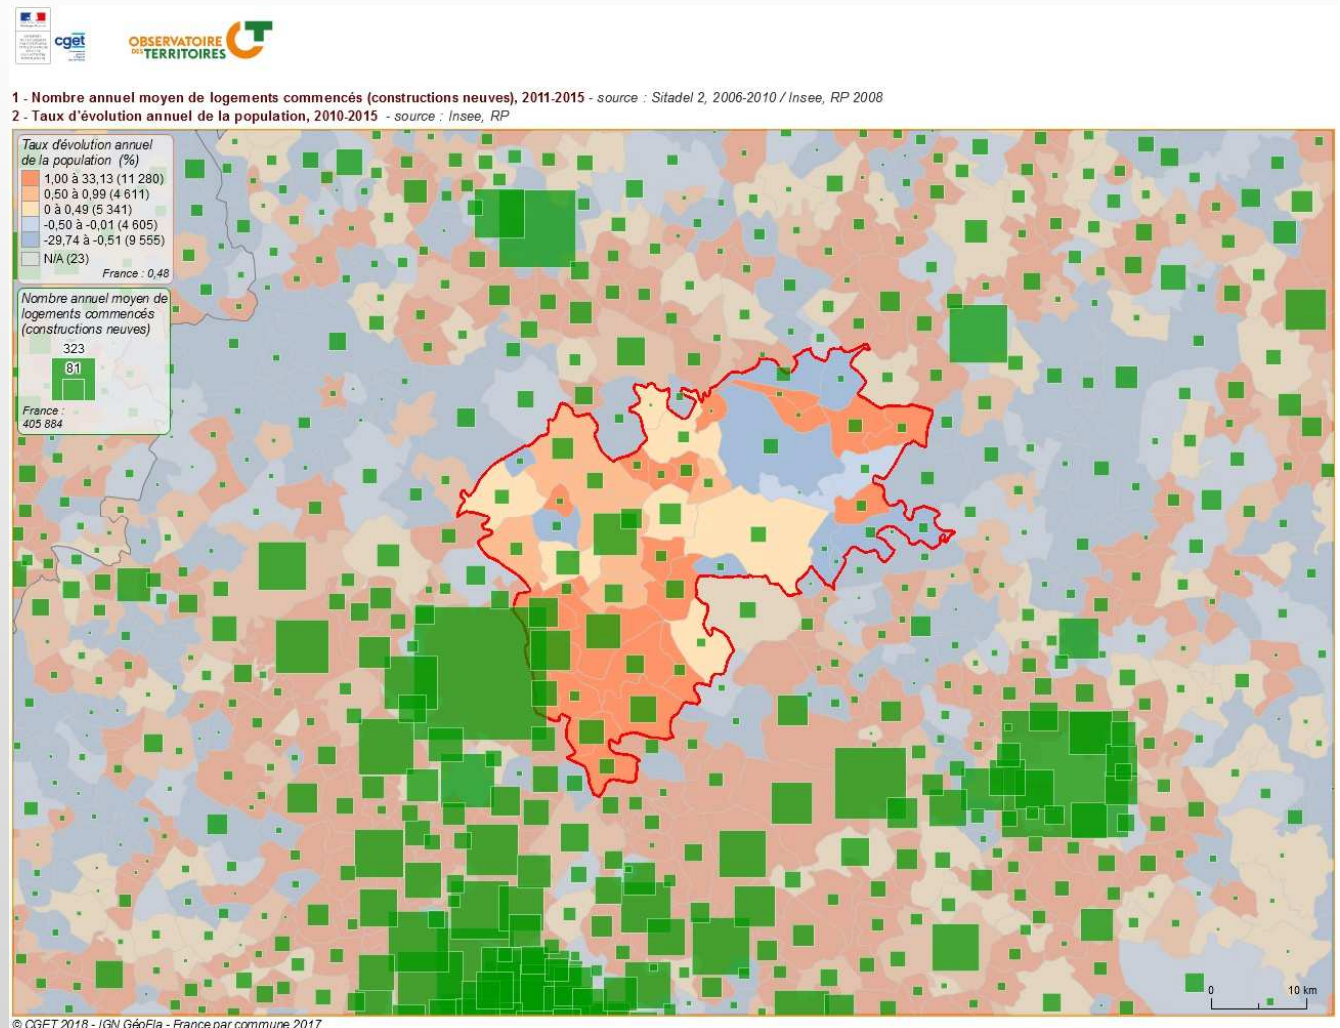 cget
OBSERVATOIRE
DES TERRITOIRES
1 - Nombre annuel moyen de logements commencés (constructions neuves), 2011-2015 - source : Sitadel 2, 2006-2010 / Insee, RP 2008
2 - Taux d'évolution annuel de la population, 2010-2015 - source : Insee, RP
Taux d'évolution annuel
de la population (%)
1,00 à 33,13 (11 280)
0,50 à 0,99 (4 611)
0 à 0,49 (5 341)
-0,50 à -0,01 (4 605)
-29,74 à -0,51 (9 555)
N/A (23)
France : 0,48
Nombre annuel moyen de
logements commencés
(constructions neuves)
323
81
France :
405 884
0 10 km
© CGET 2018 - IGN GéoFla - France par commune 2017